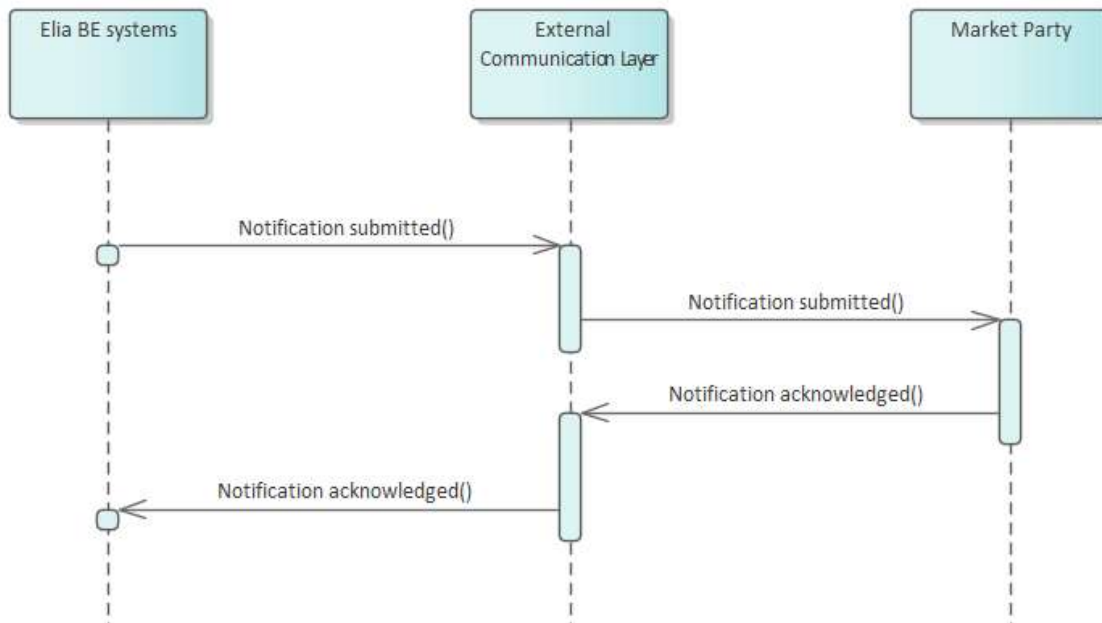 Elia BE systems
External
Communication Layer
Market Party
Notification submitted()
Notification submitted()
Notification acknowledged()
Notification acknowledged()